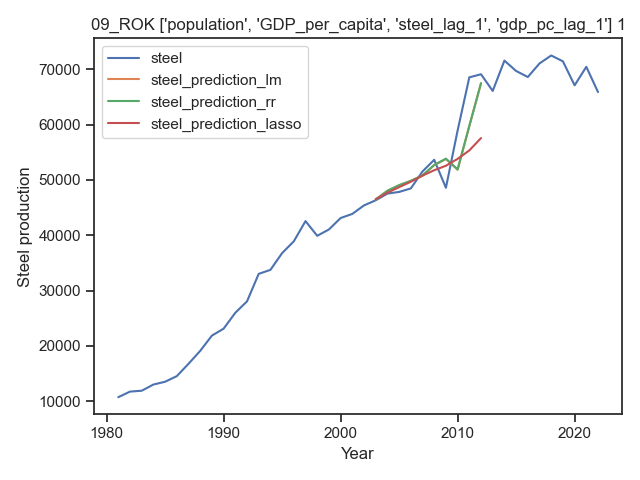 09_ROK ['population', 'GDP_per_capita', 'steel_lag_1', 'gdp_pc_lag_1'] 1
steel
steel_prediction_lm
steel_prediction_rr
steel_prediction_lasso
70000
60000
50000
40000
30000
20000
10000
Steel production
1980
1990
2000
2010
2020
Year